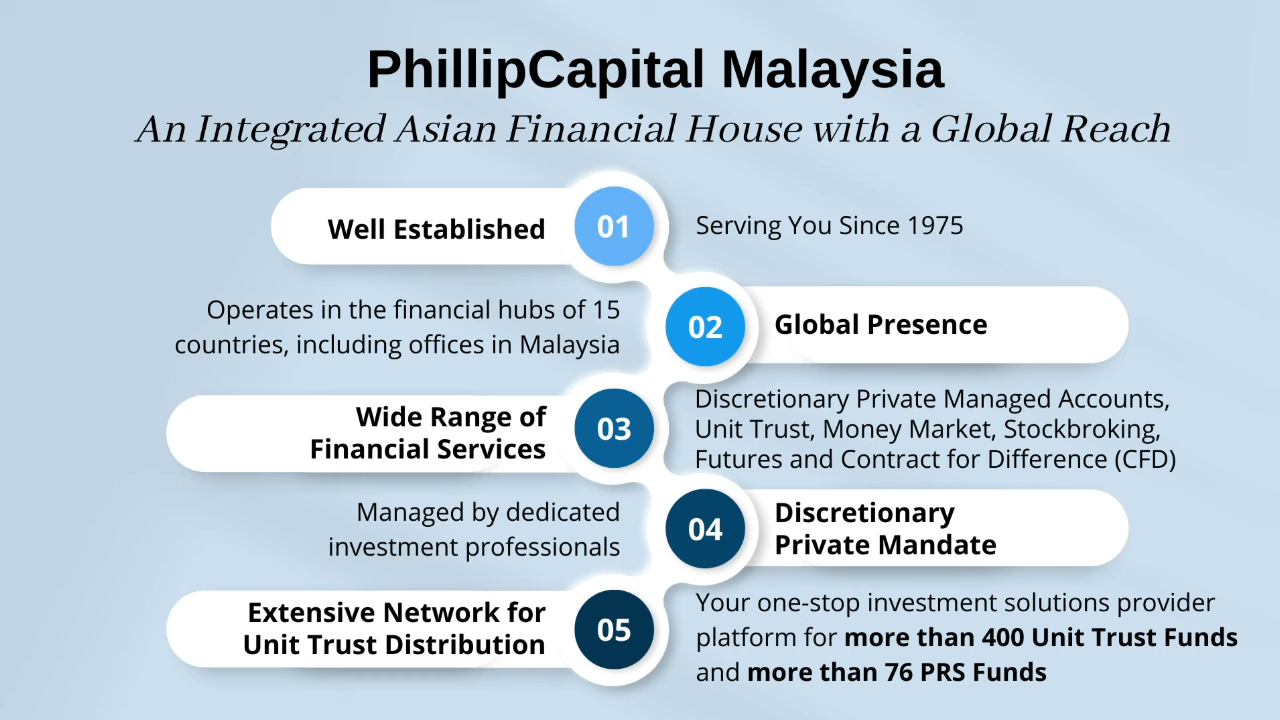 PhillipCapital Malaysia
An Integrated Asian Financial House with a Global Reach
Well Established
01
Serving You Since 1975
Operates in the financial hubs of 15
countries, including offices in Malaysia
02
Global Presence
Wide Range of
Financial Services
03
Discretionary Private Managed Accounts,
Unit Trust, Money Market, Stockbroking,
Futures and Contract for Difference (CFD)
Managed by dedicated
investment professionals
04
Discretionary
Private Mandate
Extensive Network for
Unit Trust Distribution
05
Your one-stop investment solutions provider
platform for more than 400 Unit Trust Funds
and more than 76 PRS Funds